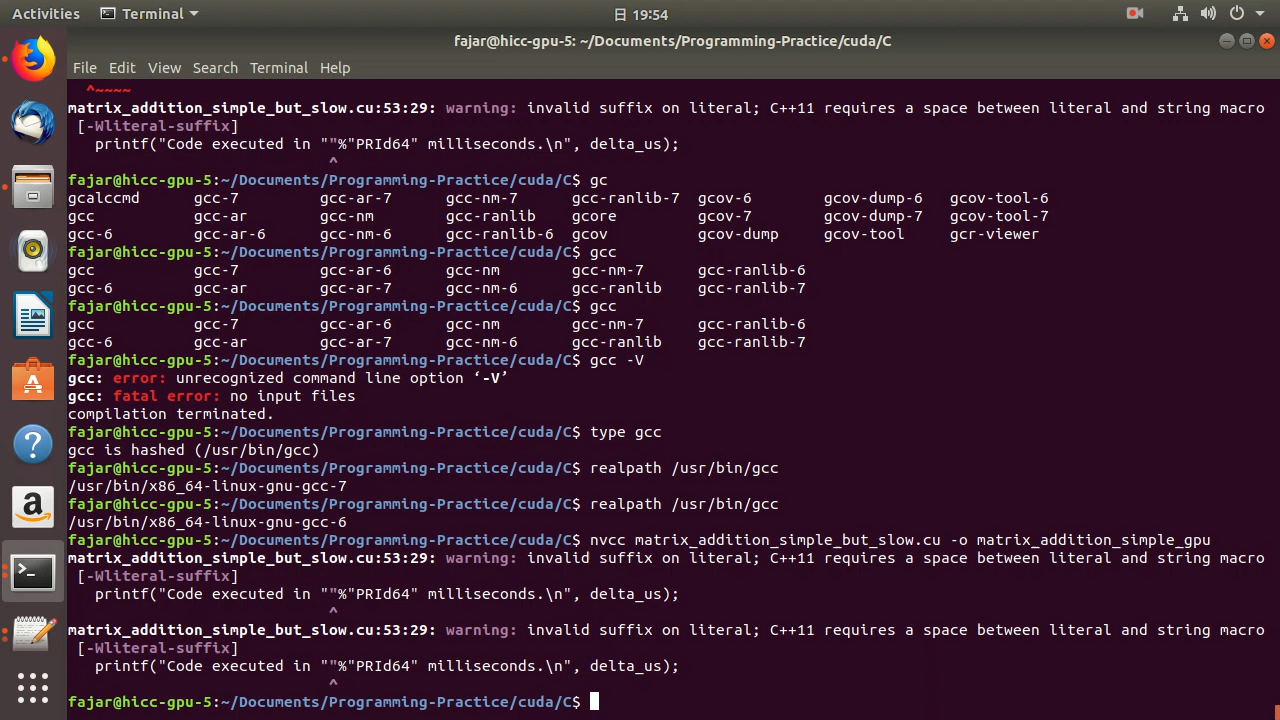 Activities
Terminal
日 19:54
fajar@hicc-gpu-5: ~/Documents/Programming-Practice/cuda/C
File Edit View Search Terminal Help
^~~~~
matrix_addition_simple_but_slow.cu:53:29: warning: invalid suffix on literal; C++11 requires a space between literal and string macro
[-Wliteral-suffix]
printf("Code executed in ""%"PRId64" milliseconds.\n", delta_us);
^
fajar@hicc-gpu-5:~/Documents/Programming-Practice/cuda/C$ gc
gcalccmd gcc-7 gcc-ar-7 gcc-nm-7 gcc-ranlib-7 gcov-6 gcov-dump-6 gcov-tool-6
gcc gcc-ar gcc-nm gcc-ranlib gcore gcov-7 gcov-dump-7 gcov-tool-7
gcc-6 gcc-ar-6 gcc-nm-6 gcc-ranlib-6 gcov gcov-dump gcov-tool gcr-viewer
fajar@hicc-gpu-5:~/Documents/Programming-Practice/cuda/C$ gcc
gcc gcc-7 gcc-ar-6 gcc-nm gcc-nm-7 gcc-ranlib-6
gcc-6 gcc-ar gcc-ar-7 gcc-nm-6 gcc-ranlib gcc-ranlib-7
fajar@hicc-gpu-5:~/Documents/Programming-Practice/cuda/C$ gcc
gcc gcc-7 gcc-ar-6 gcc-nm gcc-nm-7 gcc-ranlib-6
gcc-6 gcc-ar gcc-ar-7 gcc-nm-6 gcc-ranlib gcc-ranlib-7
fajar@hicc-gpu-5:~/Documents/Programming-Practice/cuda/C$ gcc -V
gcc: error: unrecognized command line option ‘-V’
gcc: fatal error: no input files
compilation terminated.
fajar@hicc-gpu-5:~/Documents/Programming-Practice/cuda/C$ type gcc
gcc is hashed (/usr/bin/gcc)
fajar@hicc-gpu-5:~/Documents/Programming-Practice/cuda/C$ realpath /usr/bin/gcc
/usr/bin/x86_64-linux-gnu-gcc-7
fajar@hicc-gpu-5:~/Documents/Programming-Practice/cuda/C$ realpath /usr/bin/gcc
/usr/bin/x86_64-linux-gnu-gcc-6
fajar@hicc-gpu-5:~/Documents/Programming-Practice/cuda/C$ nvcc matrix_addition_simple_but_slow.cu -o matrix_addition_simple_gpu
matrix_addition_simple_but_slow.cu:53:29: warning: invalid suffix on literal; C++11 requires a space between literal and string macro
[-Wliteral-suffix]
printf("Code executed in ""%"PRId64" milliseconds.\n", delta_us);
^
matrix_addition_simple_but_slow.cu:53:29: warning: invalid suffix on literal; C++11 requires a space between literal and string macro
[-Wliteral-suffix]
printf("Code executed in ""%"PRId64" milliseconds.\n", delta_us);
^
fajar@hicc-gpu-5:~/Documents/Programming-Practice/cuda/C$